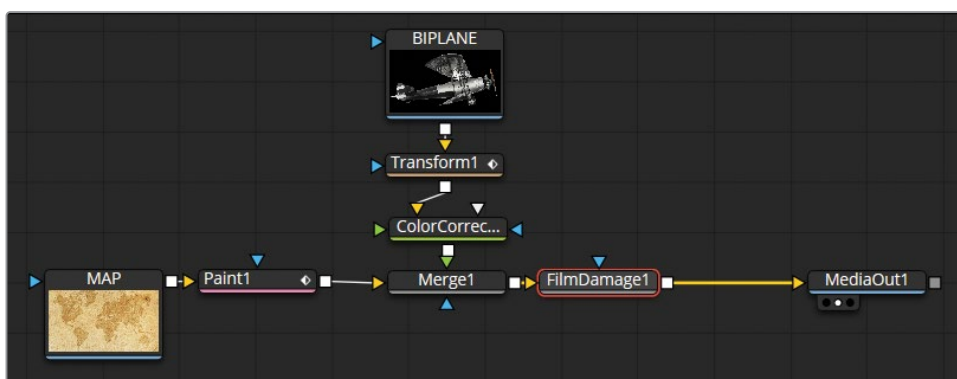 BIPLANE
Transform1
ColorCorrec...
MAP
Paint1
Merge1
FilmDamage1
MediaOut1